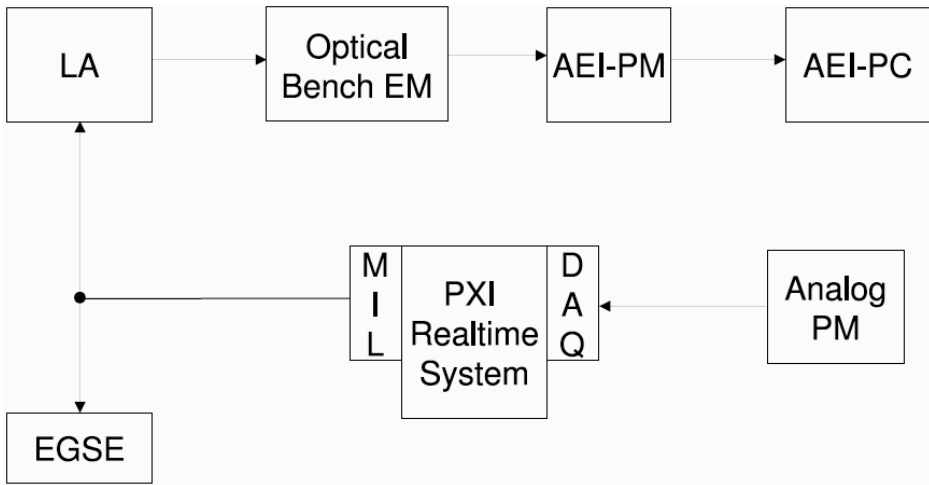 LA
Optical
Bench EM
AEI-PM
AEI-PC
M
I
L
PXI
Realtime
System
D
A
Q
Analog
PM
EGSE